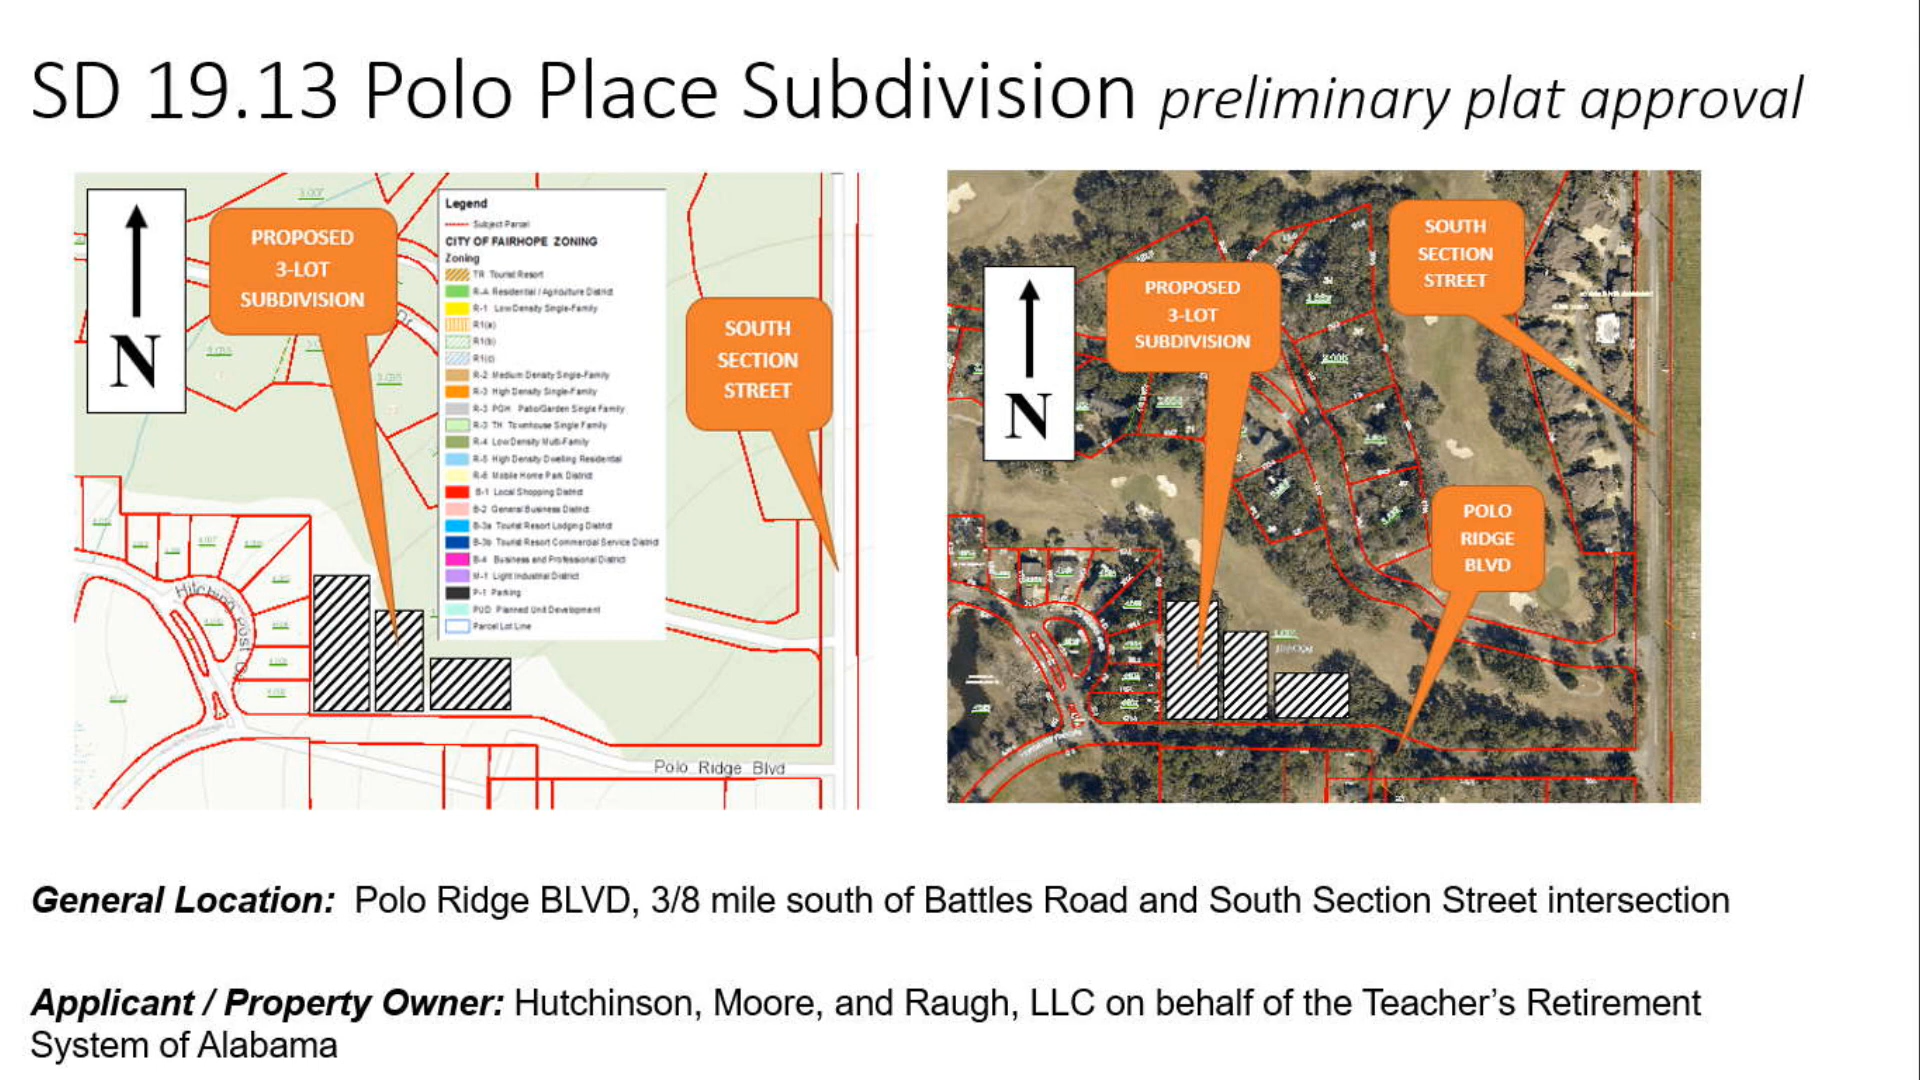 SD 19.13 Polo Place Subdivision preliminary plat approval
N
PROPOSED
3-LOT
SUBDIVISION
Legend
Subject Parcel
CITY OF FAIRHOPE ZONING
Zoning
TR Tourist Resort
R-A Residential / Agriculture District
R-1 Low Density Single-Family
R1(a)
R1(b)
R1(c)
R-2 Medium Density Single-Family
R-3 High Density Single-Family
R-3 PGH Patio/Garden Single Family
R-3 TH Townhouse Single Family
R-4 Low Density Multi-Family
R-5 High Density Dwelling Residential
R-6 Mobile Home Park District
B-1 Local Shopping District
B-2 General Business District
B-3a Tourist Resort Lodging District
B-3b Tourist Resort Commercial Service District
B-4 Business and Professional District
M-1 Light Industrial District
P-1 Parking
PUD Planned Unit Development
Parcel Lot Line
SOUTH
SECTION
STREET
Dr
Hitching Post
Polo Ridge Blvd
N
PROPOSED
3-LOT
SUBDIVISION
SOUTH
SECTION
STREET
POLO
RIDGE
BLVD
General Location: Polo Ridge BLVD, 3/8 mile south of Battles Road and South Section Street intersection
Applicant / Property Owner: Hutchinson, Moore, and Raugh, LLC on behalf of the Teacher’s Retirement
System of Alabama